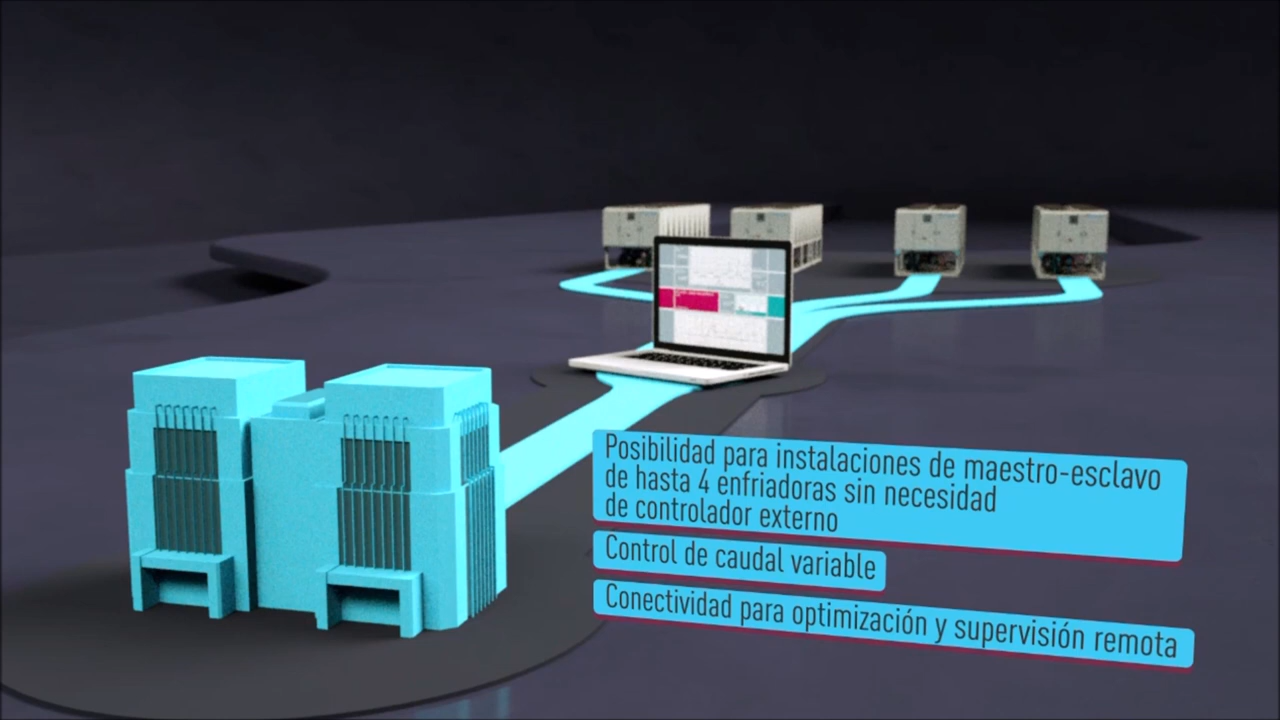 Posibilidad para instalaciones de maestro-esclavo
de hasta 4 enfriadoras sin necesidad
de controlador externo
Control de caudal variable
Conectividad para optimización y supervisión remota